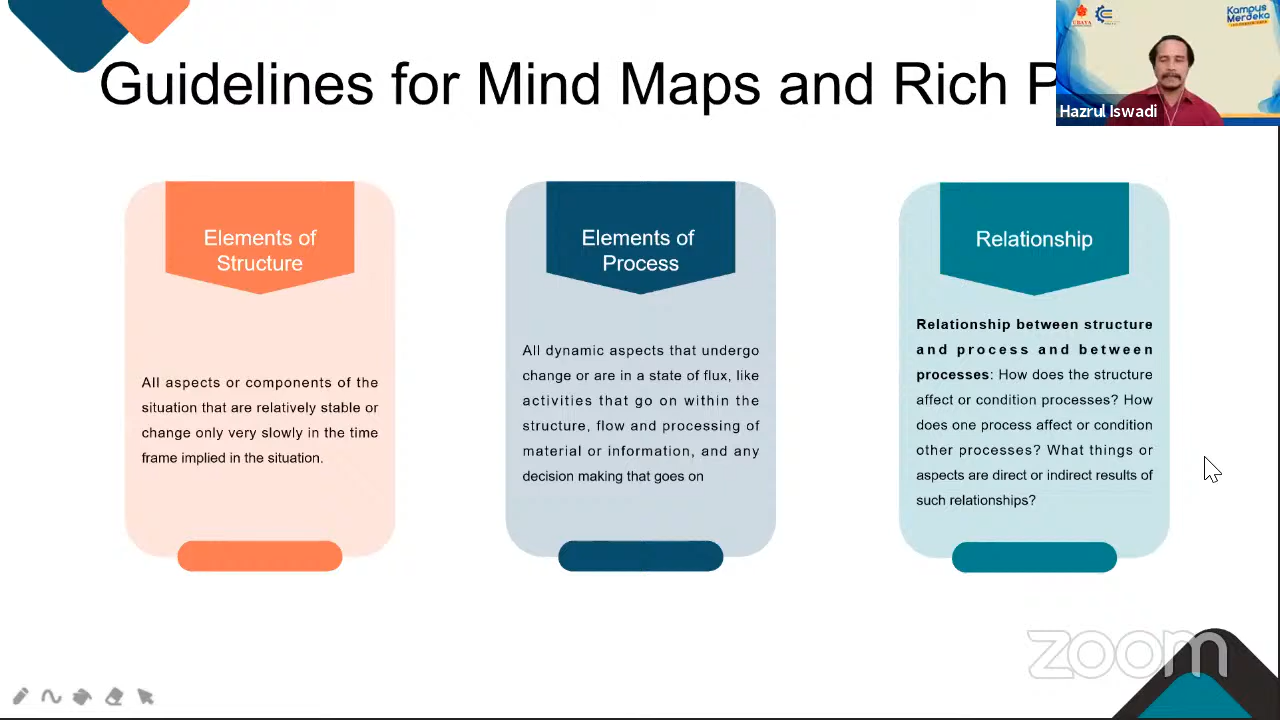 Guidelines for Mind Maps and Rich P
UBAYA
Kampus
Merdeka
Hazrul Iswadi
Elements of
Structure
All aspects or components of the
situation that are relatively stable or
change only very slowly in the time
frame implied in the situation.
Elements of
Process
All dynamic aspects that undergo
change or are in a state of flux, like
activities that go on within the
structure, flow and processing of
material or information, and any
decision making that goes on
Relationship
Relationship between structure
and process and between
processes: How does the structure
affect or condition processes? How
does one process affect or condition
other processes? What things or
aspects are direct or indirect results of
such relationships?
zoom